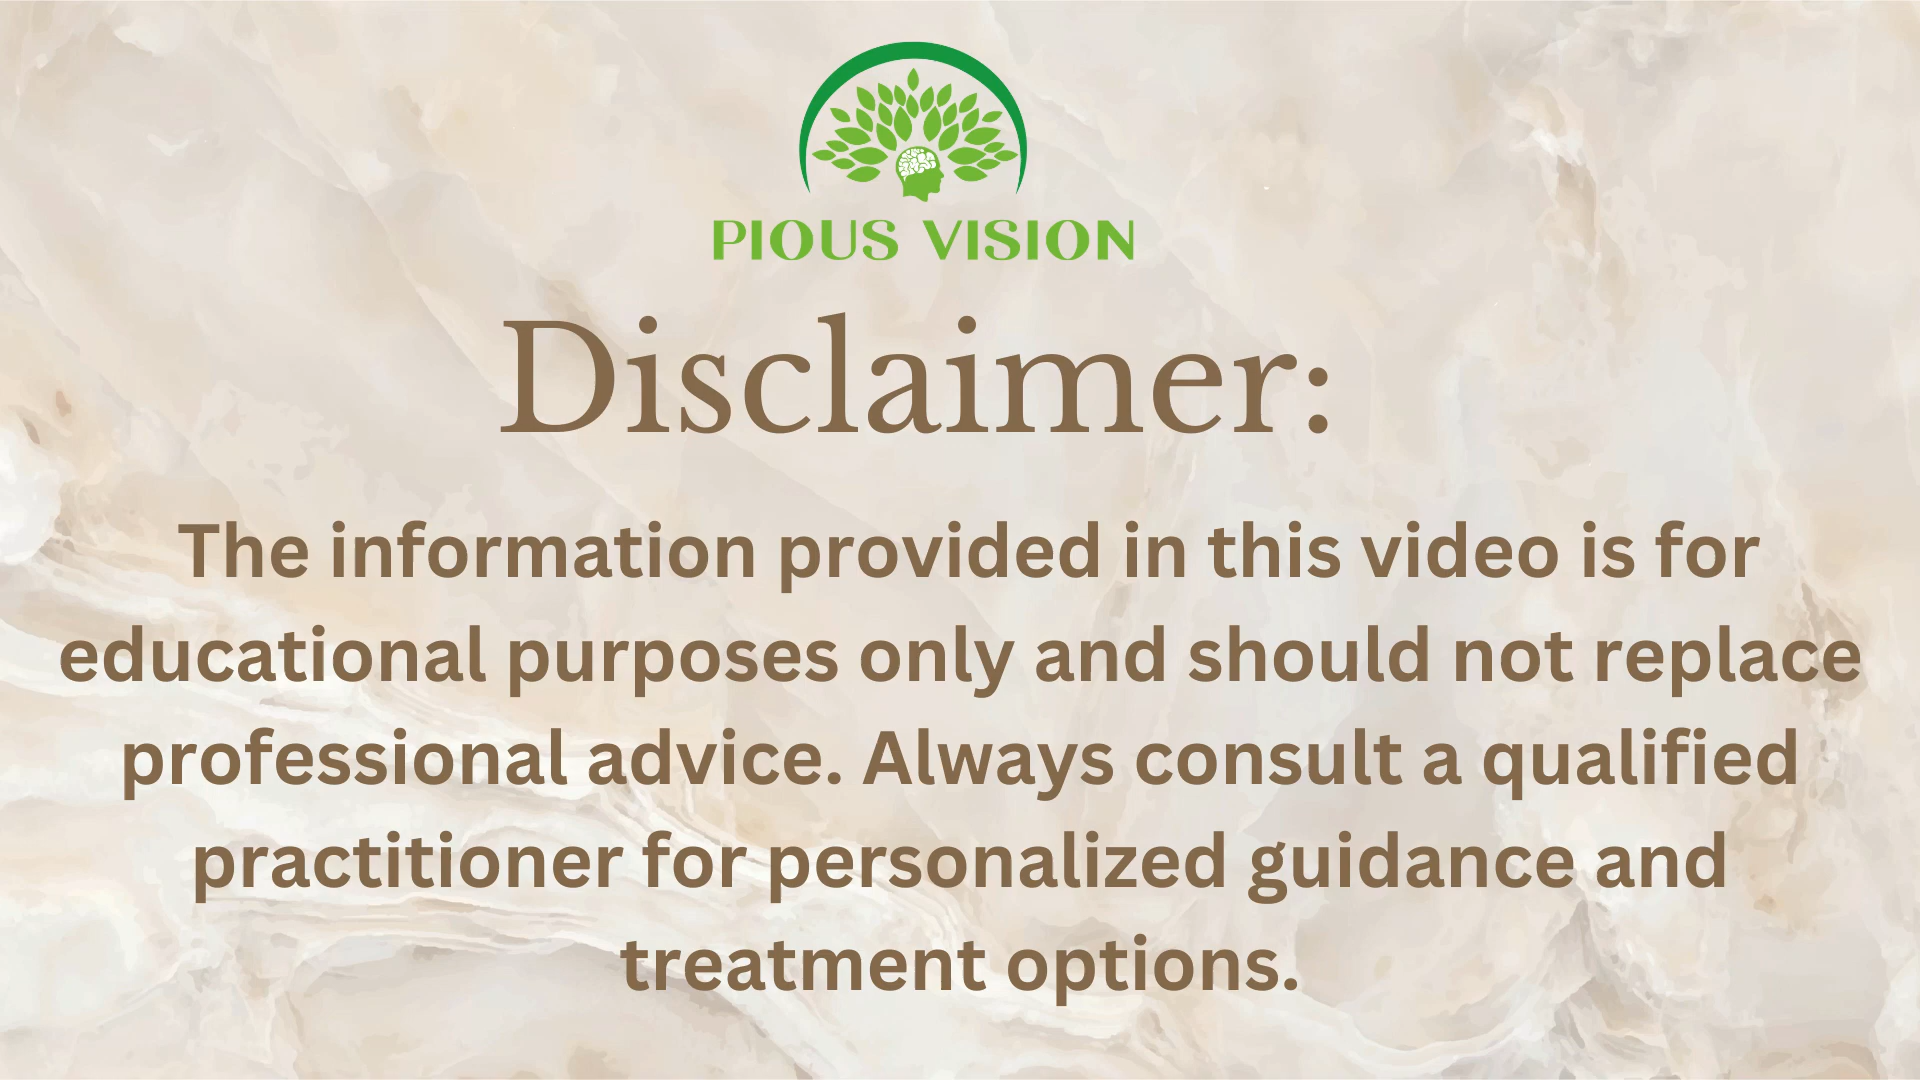 PIOUS VISION
Disclaimer:
The information provided in this video is for
educational purposes only and should not replace
professional advice. Always consult a qualified
practitioner for personalized guidance and
treatment options.